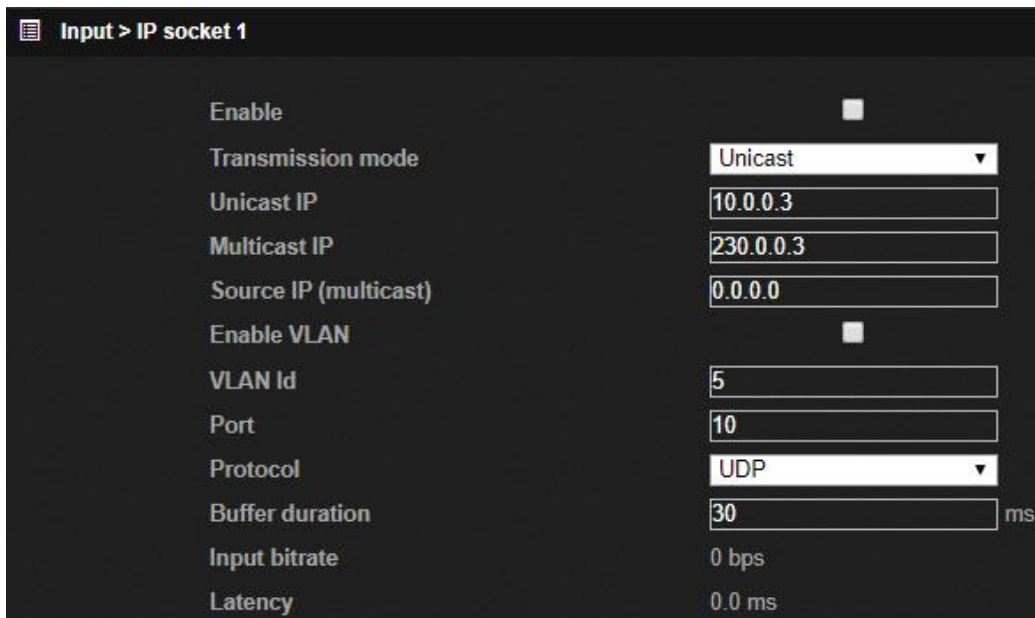 Input > IP socket 1
Enable
Transmission mode Unicast
Unicast IP 10.0.0.3
Multicast IP 230.0.0.3
Source IP (multicast) 0.0.0.0
Enable VLAN
VLAN Id 5
Port 10
Protocol UDP
Buffer duration 30 ms
Input bitrate 0 bps
Latency 0.0 ms